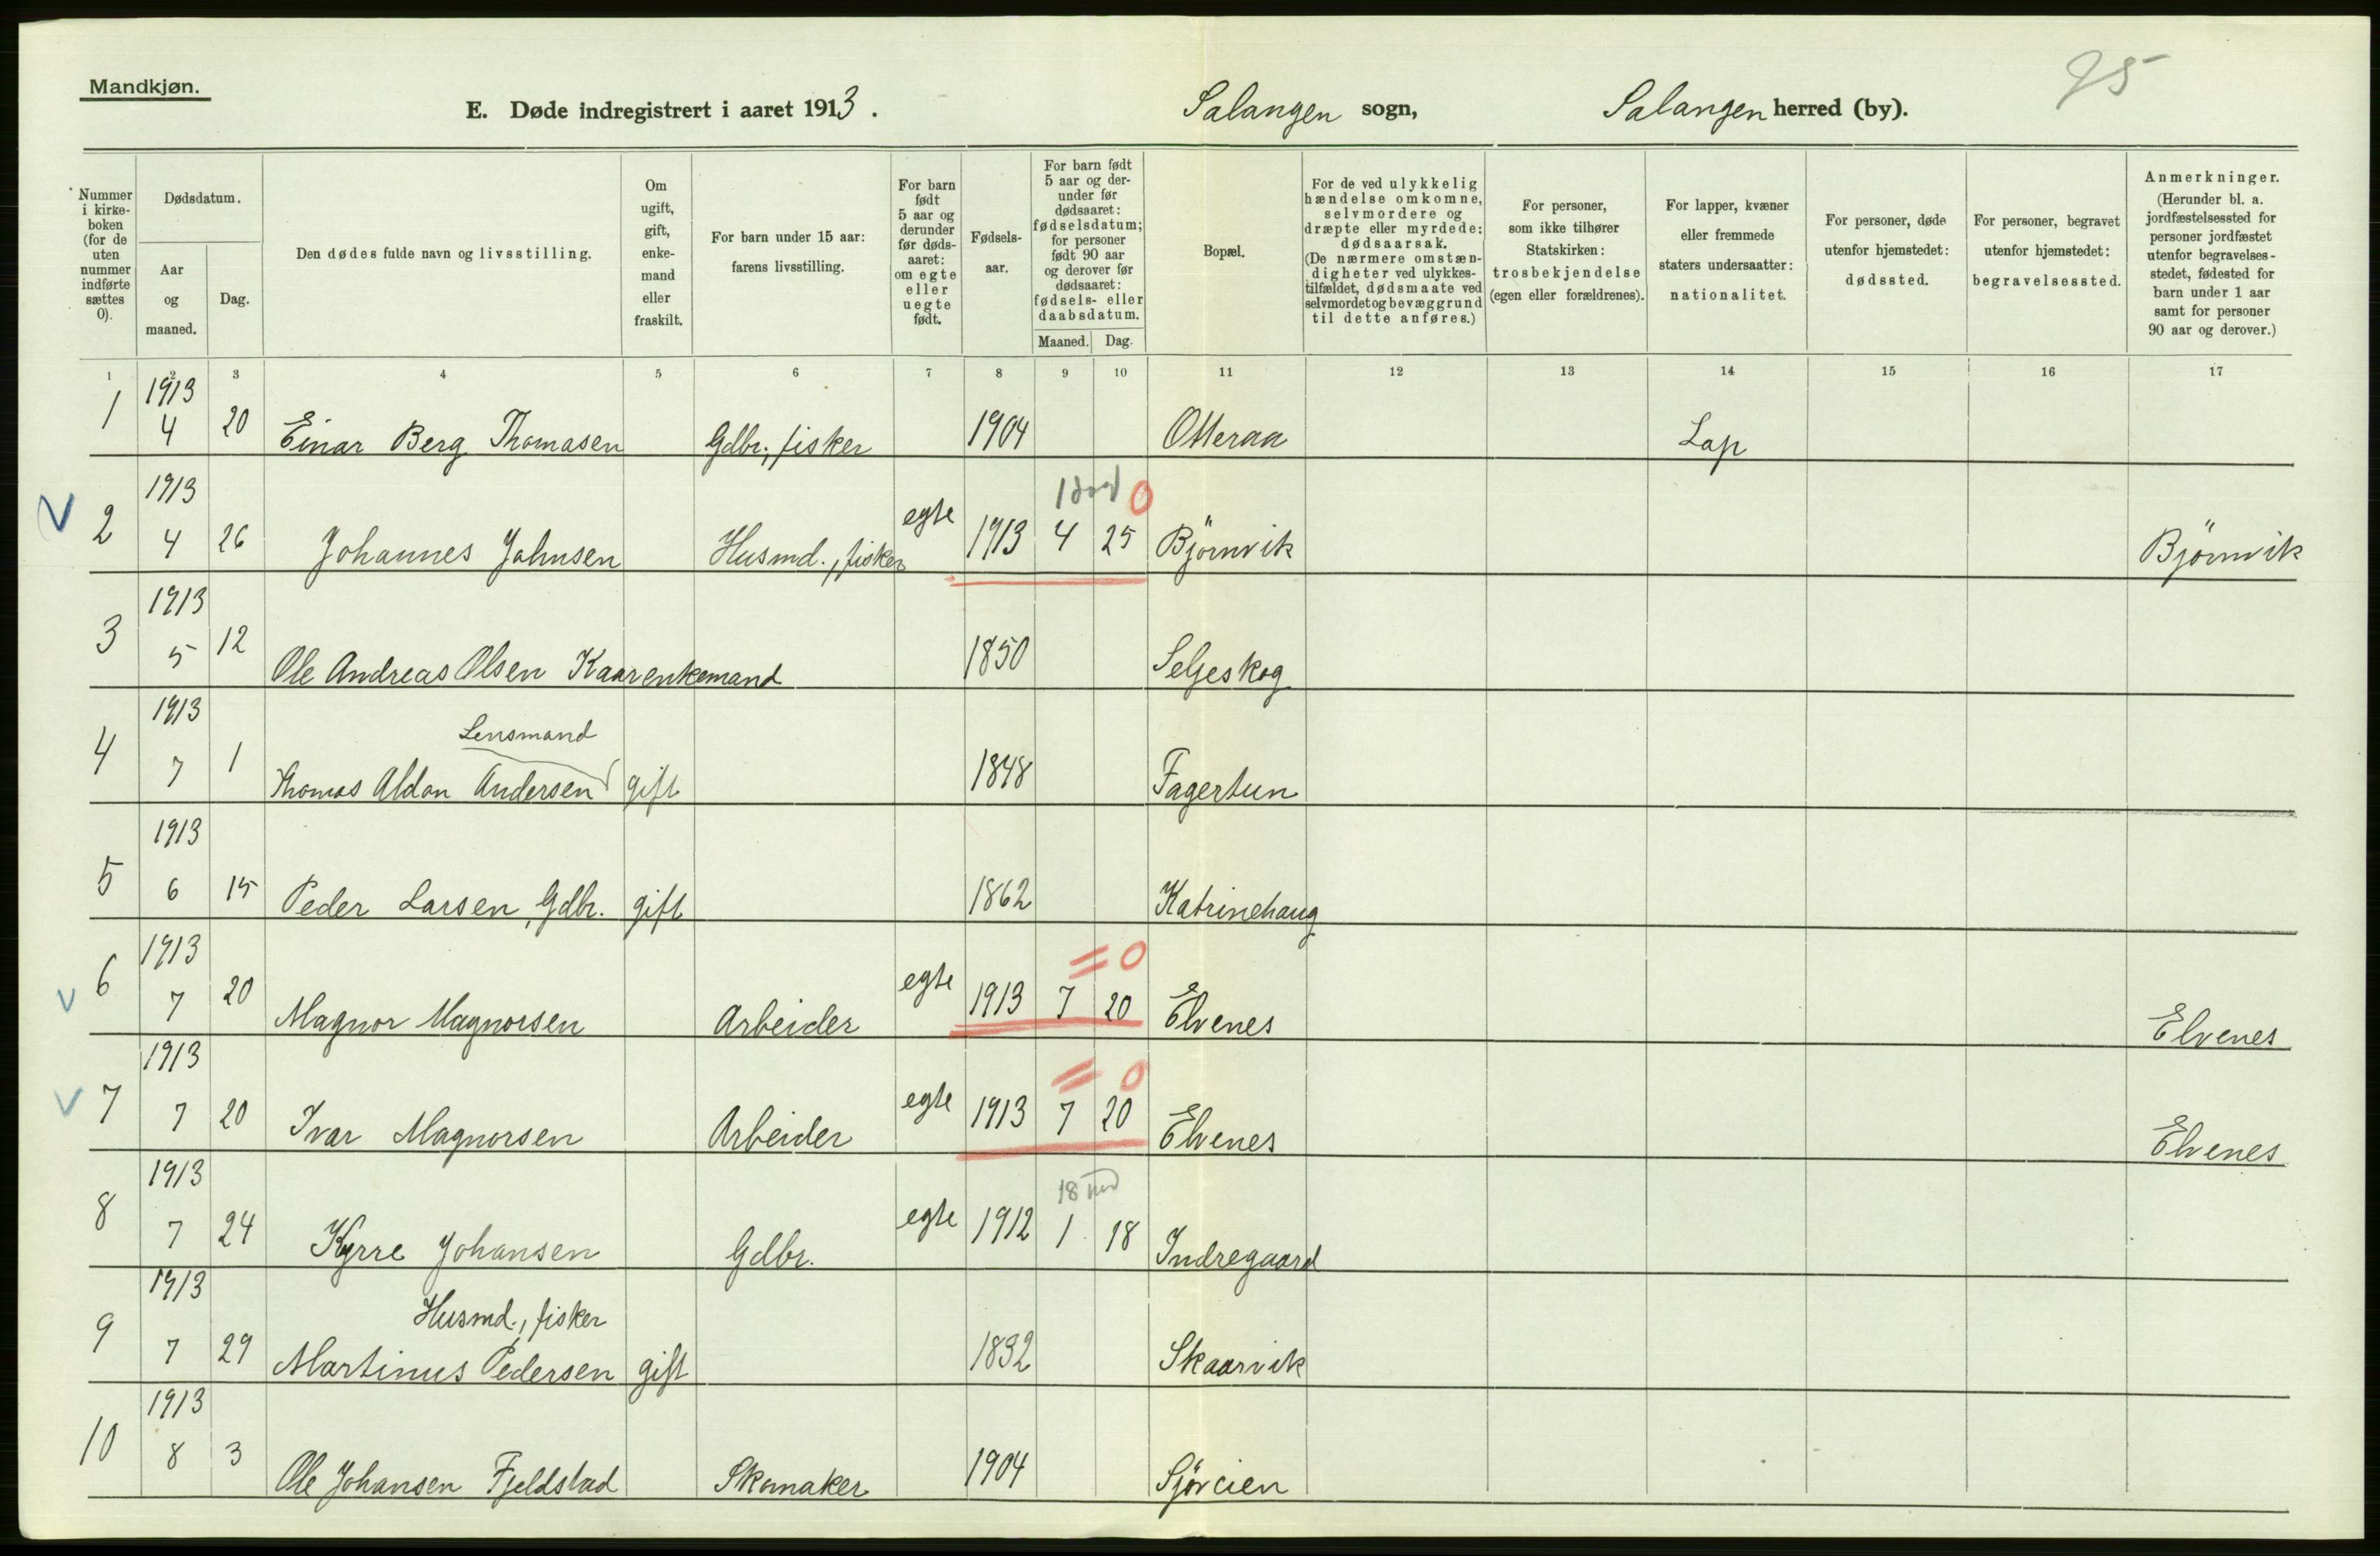 Mandkjøn.
E. Døde indregistrert i aaret 1913. Salangen sogn, Salangen herred (by).
Nummer i kirkeboken (for de uten nummer indførte sættes 0).
Dødsdatum.
Aar og maaned.
Dag.
Den dødes fulde navn og livsstilling.
Om ugift, gift, enkemand eller fraskilt.
For barn under 15 aar: farens livsstilling.
For barn født 5 aar og derunder før dødsaaret: om egte eller uegte født.
Fødselsaar.
For barn født 5 aar og derunder før dødsaaret: fødselsdatum; for personer født 90 aar og derover før dødsaaret: fødsels- eller daabsdatum.
Maaned. Dag.
Bopæl.
For de ved ulykkelig hændelse omkomne, selvmordere og dræpte eller myrdede: dødsaarsak. (De nærmere omstændigheter ved ulykkestilfældet, dødsmaate ved selvmordet og bevæggrund til dette anføres.)
For personer, som ikke tilhører Statskirken: trosbekjendelse (egen eller forældrenes).
For lapper, kvæner eller fremmede staters undersaatter: nationalitet.
For personer, døde utenfor hjemstedet: dødssted.
For personer, begravet utenfor hjemstedet: begravelsessted.
Anmerkninger. (Herunder bl. a. jordfæstelsessted for personer jordfæstet utenfor begravelsesstedet, fødested for barn under 1 aar samt for personer 90 aar og derover.)
1 2 3 4 5 6 7 8 9 10 11 12 13 14 15 16 17
1 1913 4 20 Einar Berg Thomasen Gdbr., fisker 1904 Otteraa Lap
0
2 1913 4 26 Johannes Johnsen Husmd., fisker egte 1913 4 25 Björnvik Björnvik
3 1913 5 12 Ole Andreas Olsen Kaar enkemand 1850 Seljeskog
Lensmand
4 1913 7 1 Thomas Aldon Andersen gift 1848 Fagertun
5 1913 6 15 Peder Larsen, Gdbr. gift 1862 Katrinehaug
= 0
6 1913 7 20 Magnor Magnorsen Arbeider egte 1913 7 20 Elvenes Elvenes
= 0
7 1913 7 20 Ivar Magnorsen Arbeider egte 1913 7 20 Elvenes Elvenes
18 md
8 1913 7 24 Kyrre Johansen Gdbr. egte 1912 1 18 Indregaard
Husmd., fisker
9 1913 7 29 Martinus Pedersen gift 1832 Skaarvik
10 1913 8 3 Ole Johansen Fjeldstad Skomaker 1904 Sjöveien